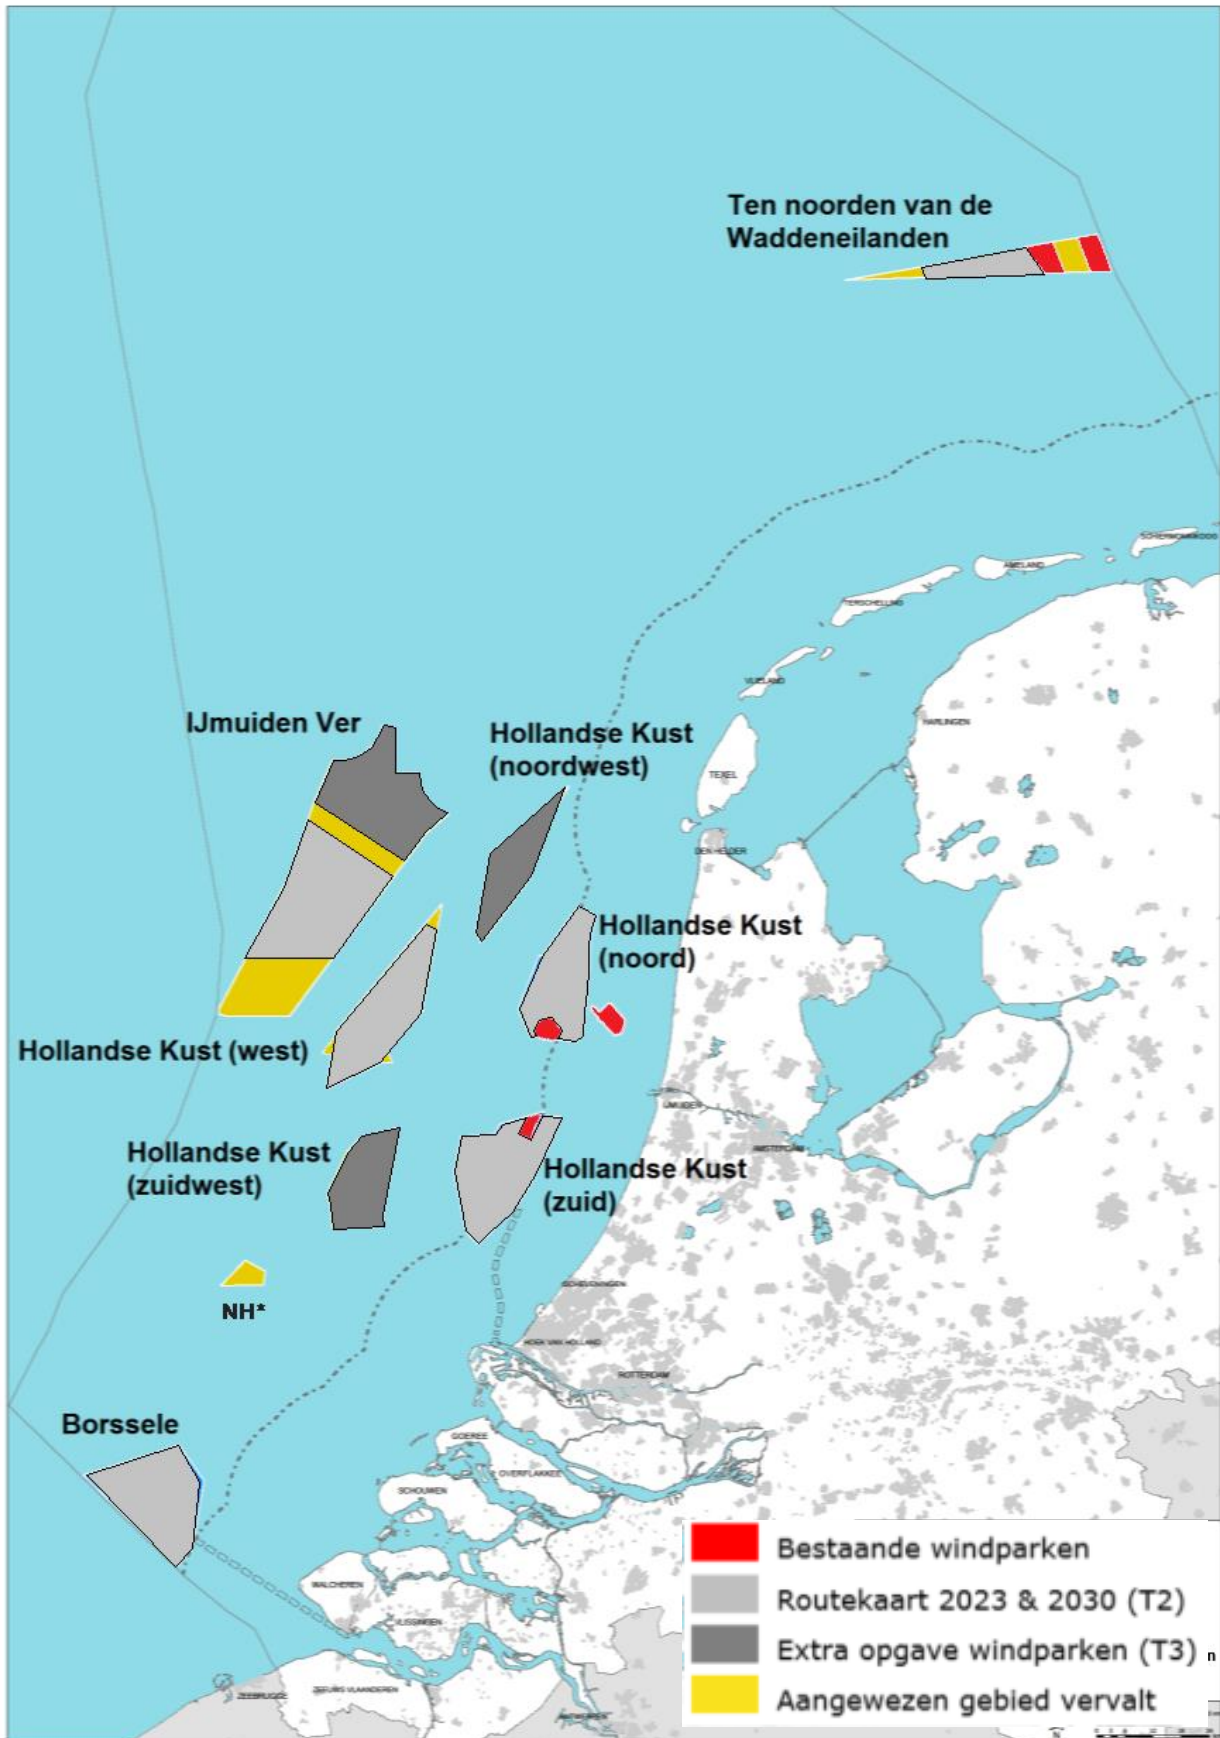 Ten noorden van de
Waddeneilanden
SCHIERMONNIKOOG
AMELAND
TERSCHELLING
VLIELAND
IJmuiden Ver
Hollandse Kust
(noordwest)
HARLINGEN
TEXEL
DEN HELDER
Hollandse Kust
(noord)
Hollandse Kust (west)
IJMUIDEN
AMSTERDAM
Hollandse Kust
(zuidwest)
Hollandse Kust
(zuid)
SCHEVENINGEN
NH*
HOEK VAN HOLLAND
ROTTERDAM
Borssele
GOEREE
OVERFLAKKEE
SCHOUWEN
WALCHEREN
VLISSINGEN
ZEEBRUGGE
ZEEUWS VLAANDEREN
ANTWERPEN
Bestaande windparken
Routekaart 2023 & 2030 (T2)
Extra opgave windparken (T3)
n
Aangewezen gebied vervalt